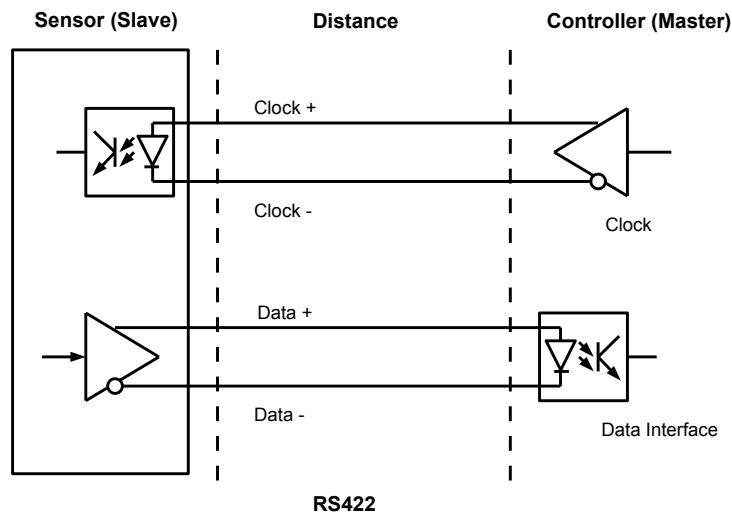 Sensor (Slave)
Distance
Controller (Master)
Clock +
Clock -
Clock
Data +
Data -
Data Interface
RS422